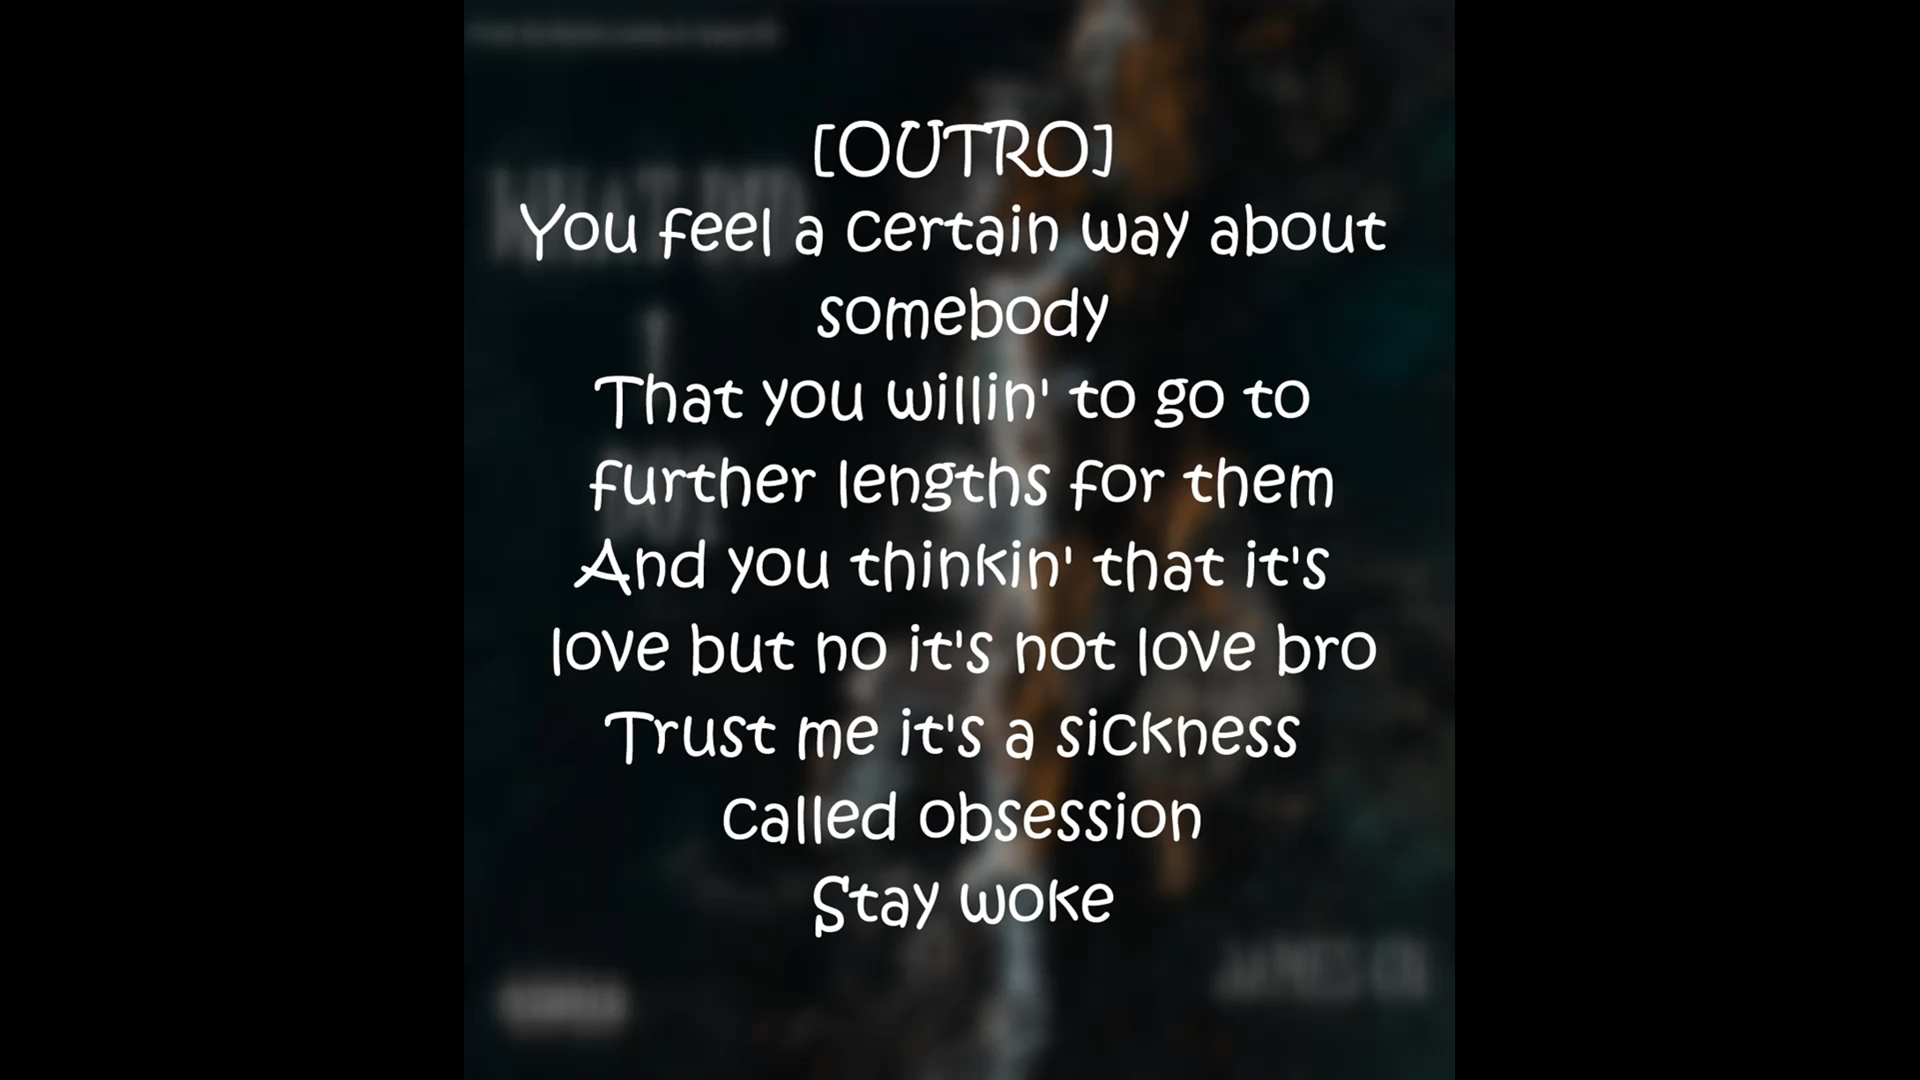 [OUTRO]
You feel a certain way about
somebody
That you willin' to go to
further lengths for them
And you thinkin' that it's
love but no it's not love bro
Trust me it's a sickness
called obsession
Stay woke